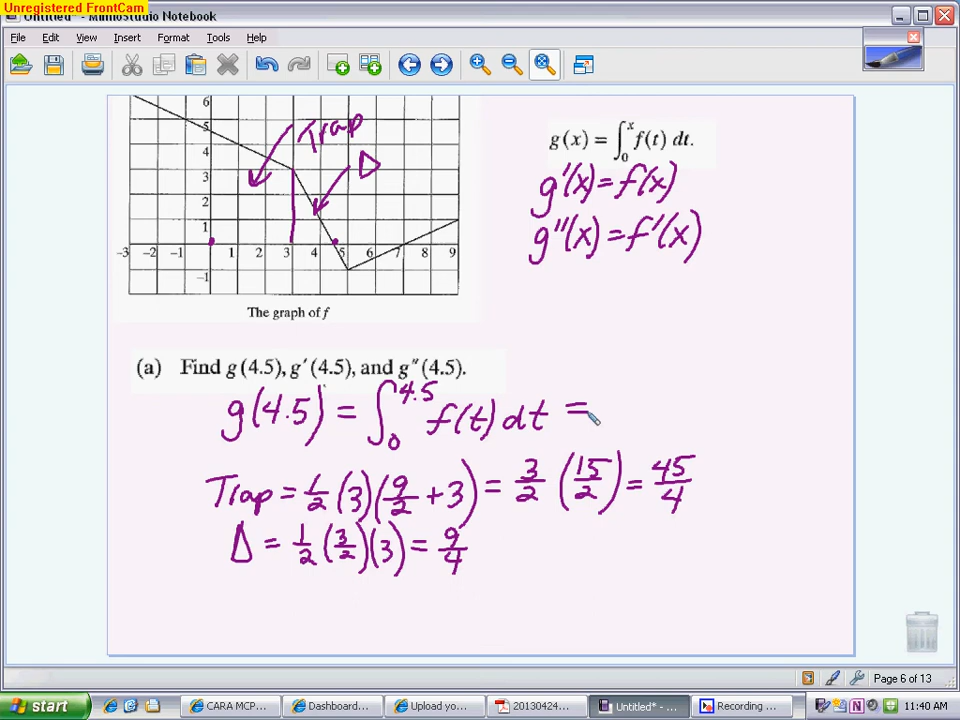 Unregistered FrontCam
Untitled* - MimioStudio Notebook
File Edit View Insert Format Tools Help
6
5
4
3
2
1
-3 -2 -1 1 2 3 4 5 6 7 8 9
-1
Trap
Δ
The graph of f
g(x) = ∫₀ˣ f(t) dt.
g'(x) = f(x)
g''(x) = f'(x)
(a) Find g(4.5), g'(4.5), and g"(4.5).
g(4.5) = ∫₀^4.5 f(t) dt =
Trap = 1/2 (3)(9/2 + 3) = 3/2 (15/2) = 45/4
Δ = 1/2 (3/2)(3) = 9/4
Page 6 of 13
start CARA MCP... Dashboard... Upload yo... 20130424... Untitled* - ... Recording ... 11:40 AM